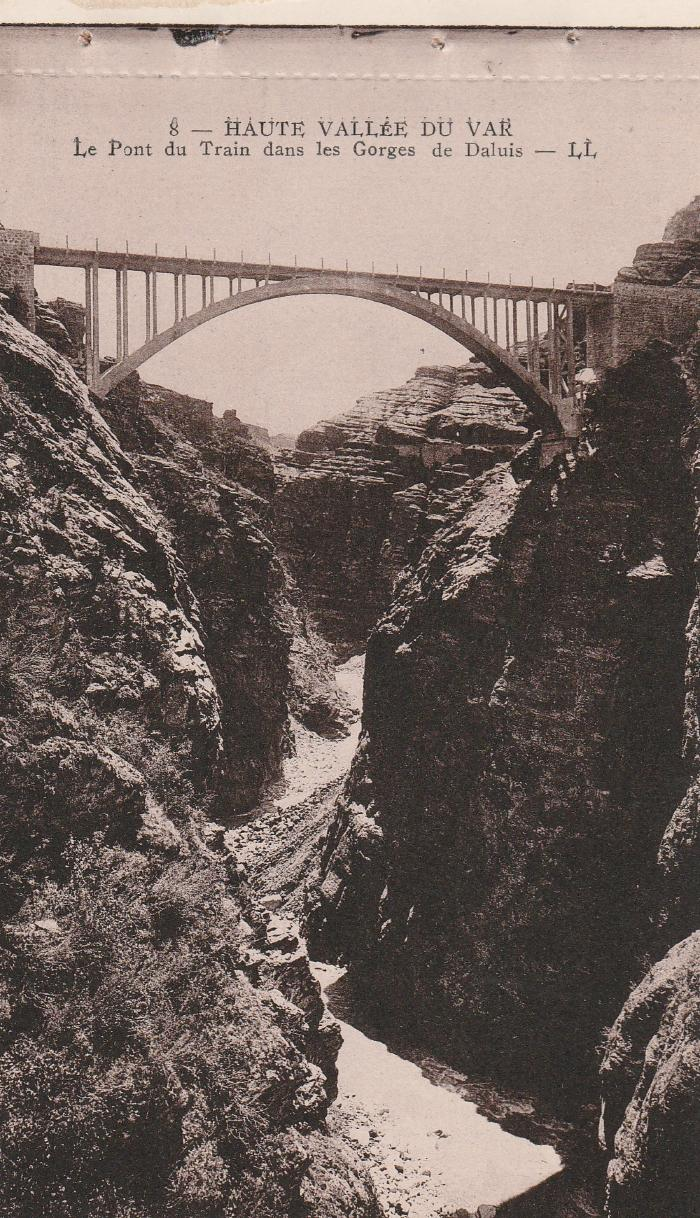 8 — HAUTE VALLÉE DU VAR
Le Pont du Train dans les Gorges de Daluis — LL